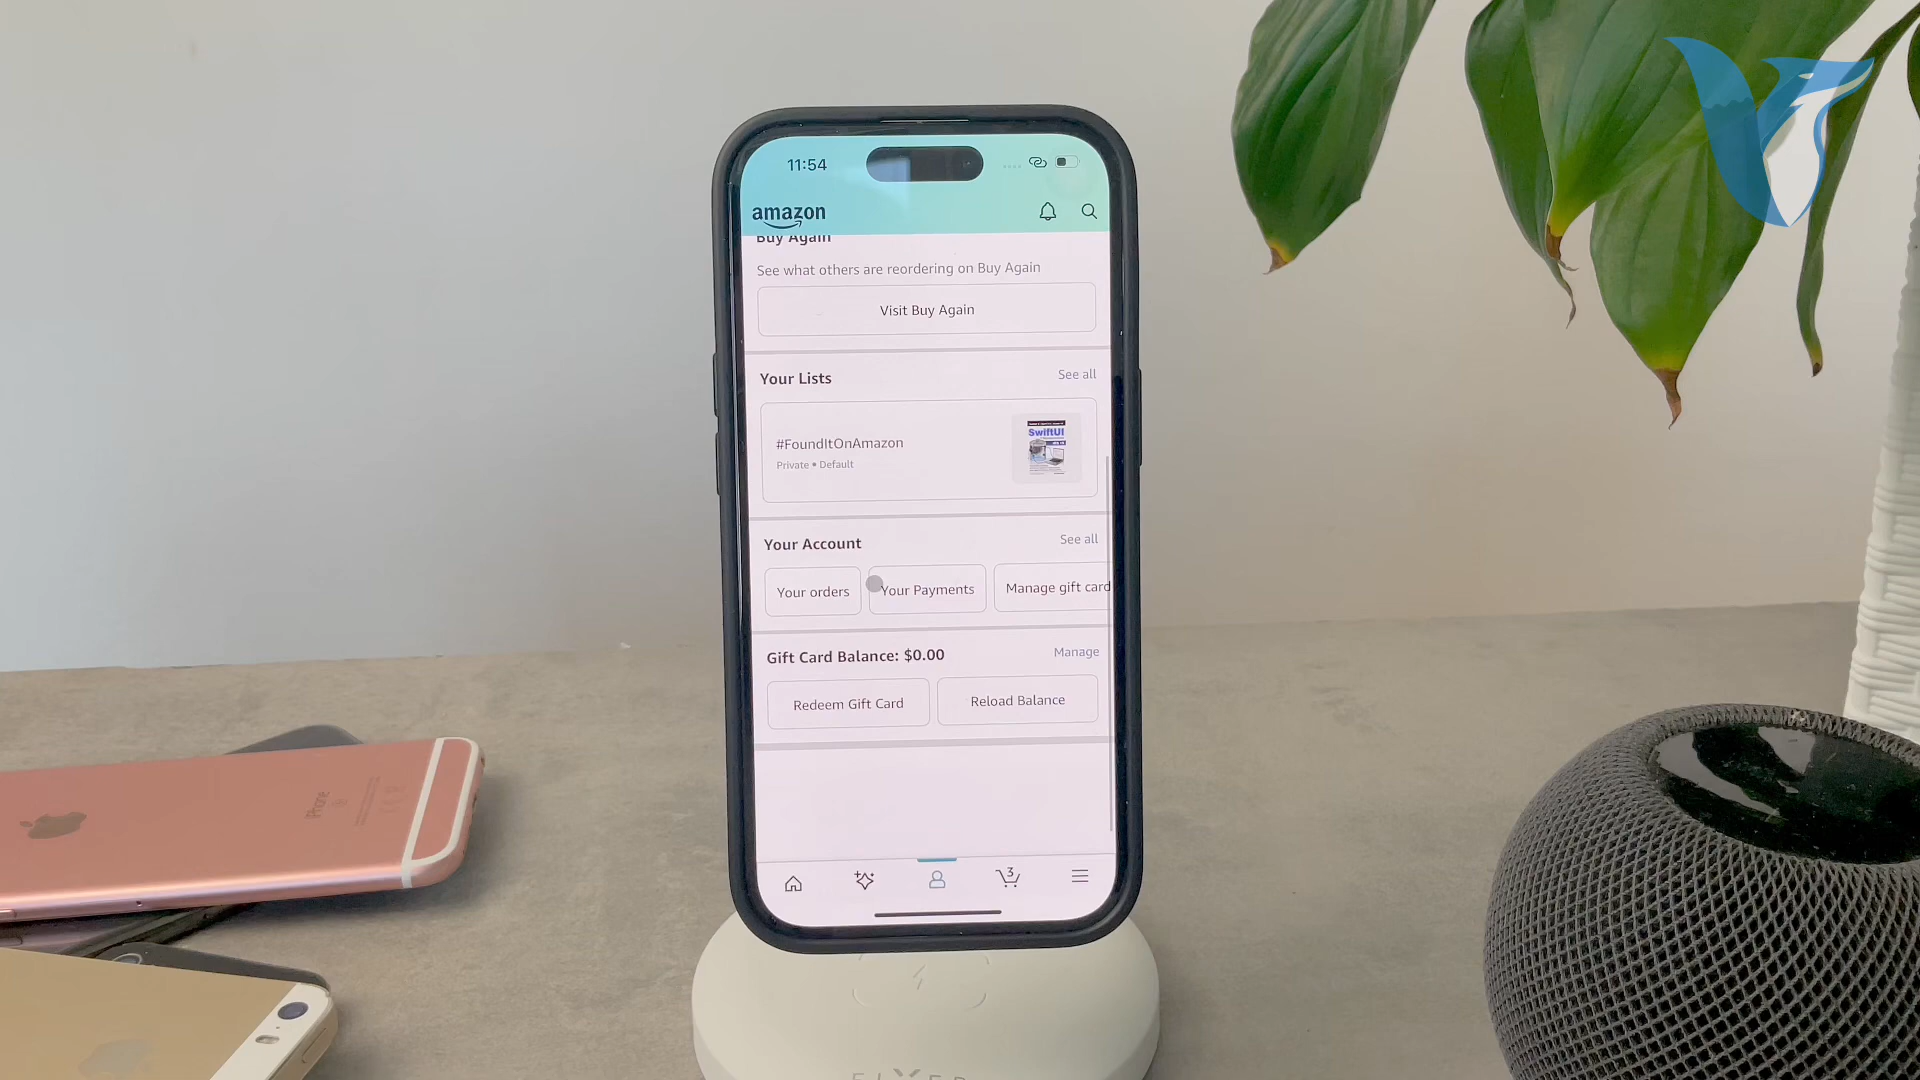 11:54
amazon
Buy Again
See what others are reordering on Buy Again
Visit Buy Again
Your Lists
See all
#FoundItOnAmazon
Private • Default
SwiftUI
Your Account
See all
Your orders
Your Payments
Manage gift card
Gift Card Balance: $0.00
Manage
Redeem Gift Card
Reload Balance
3
iPhone